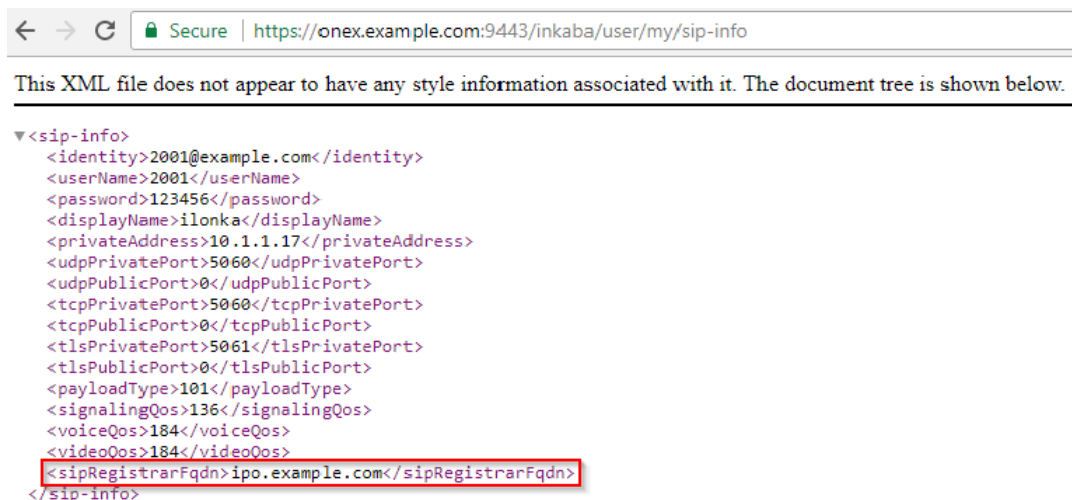 Secure | https://onex.example.com:9443/inkaba/user/my/sip-info
This XML file does not appear to have any style information associated with it. The document tree is shown below.
▼<sip-info>
<identity>2001@example.com</identity>
<userName>2001</userName>
<password>123456</password>
<displayName>ilonka</displayName>
<privateAddress>10.1.1.17</privateAddress>
<udpPrivatePort>5060</udpPrivatePort>
<udpPublicPort>0</udpPublicPort>
<tcpPrivatePort>5060</tcpPrivatePort>
<tcpPublicPort>0</tcpPublicPort>
<tlsPrivatePort>5061</tlsPrivatePort>
<tlsPublicPort>0</tlsPublicPort>
<payloadType>101</payloadType>
<signalingQos>136</signalingQos>
<voiceQos>184</voiceQos>
<videoQos>184</videoQos>
<sipRegistrarFqdn>ipo.example.com</sipRegistrarFqdn>
</sip-info>